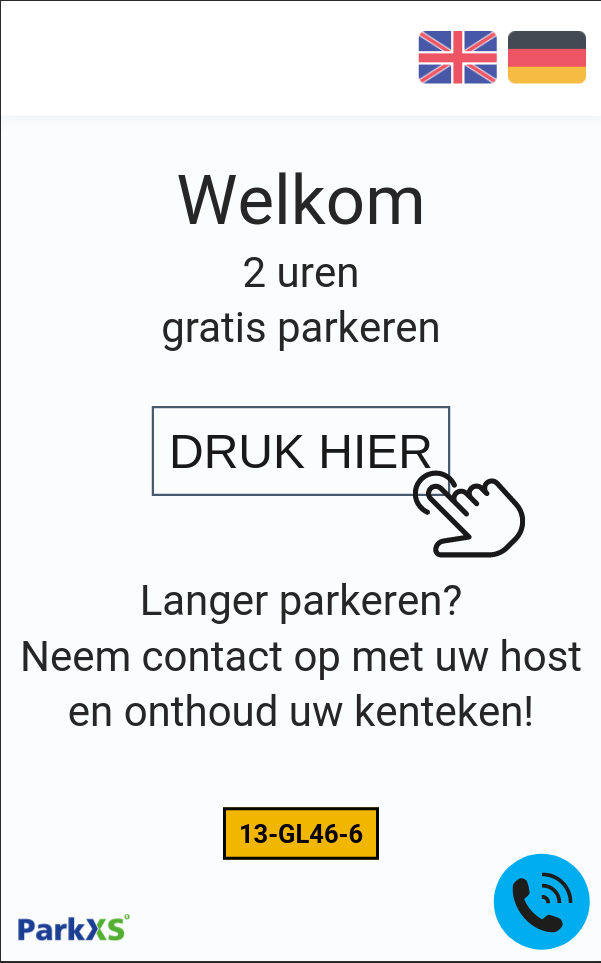 Welkom
2 uren
gratis parkeren
DRUK HIER
Langer parkeren?
Neem contact op met uw host
en onthoud uw kenteken!
13-GL46-6
ParkXS